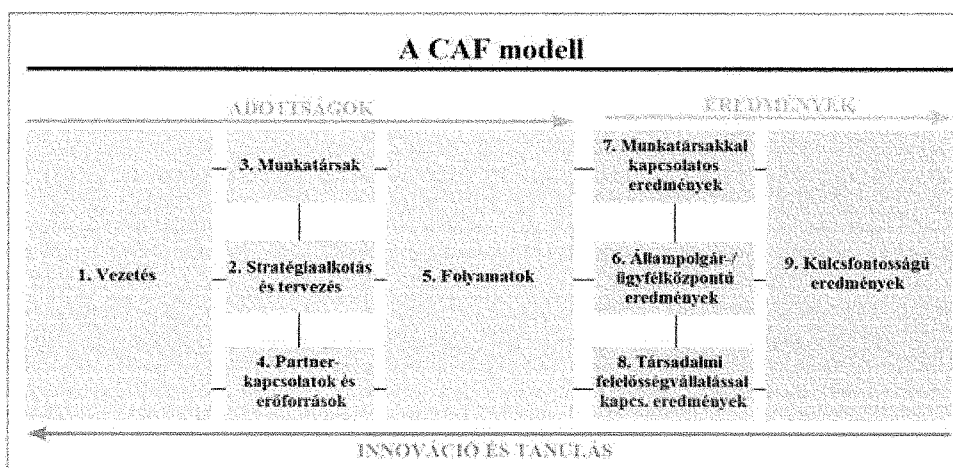 A CAF modell
ADOTTSÁGOK
EREDMÉNYEK
1. Vezetés
3. Munkatársak
2. Stratégiaalkotás
és tervezés
4. Partner-
kapcsolatok és
erőforrások
5. Folyamatok
7. Munkatársakkal
kapcsolatos
eredmények
6. Állampolgár-/
ügyfélközpontú
eredmények
8. Társadalmi
felelősségvállalással
kapcs. eredmények
9. Kulcsfontosságú
eredmények
INNOVÁCIÓ ÉS TANULÁS